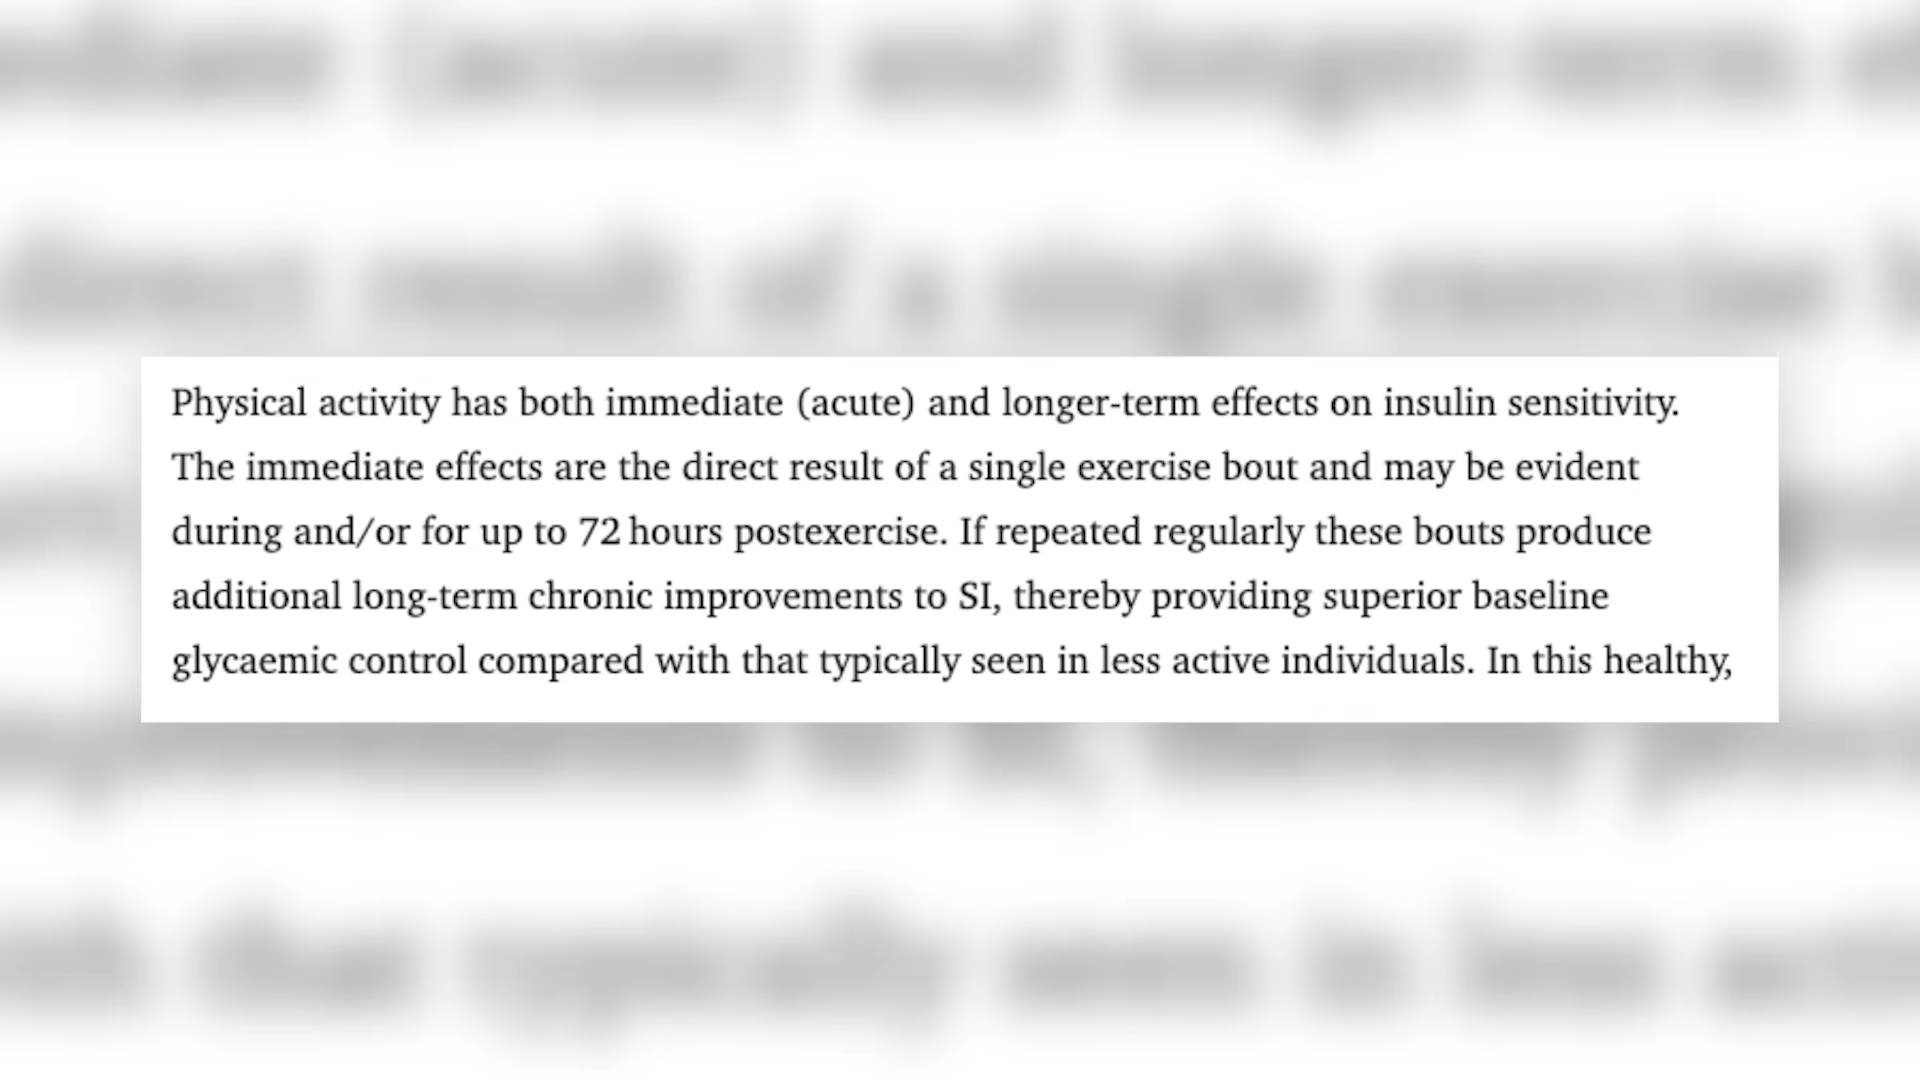 Physical activity has both immediate (acute) and longer-term effects on insulin sensitivity.
The immediate effects are the direct result of a single exercise bout and may be evident
during and/or for up to 72 hours postexercise. If repeated regularly these bouts produce
additional long-term chronic improvements to SI, thereby providing superior baseline
glycaemic control compared with that typically seen in less active individuals. In this healthy,